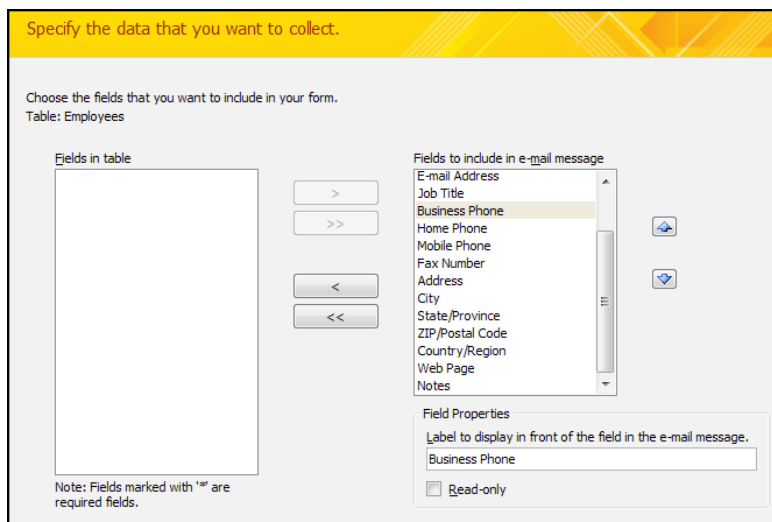 Specify the data that you want to collect.
Choose the fields that you want to include in your form.
Table: Employees
Fields in table
Fields to include in e-mail message
E-mail Address
Job Title
Business Phone
Home Phone
Mobile Phone
Fax Number
Address
City
State/Province
ZIP/Postal Code
Country/Region
Web Page
Notes
>
>>
<
<<
Field Properties
Label to display in front of the field in the e-mail message.
Business Phone
Read-only
Note: Fields marked with '*' are
required fields.